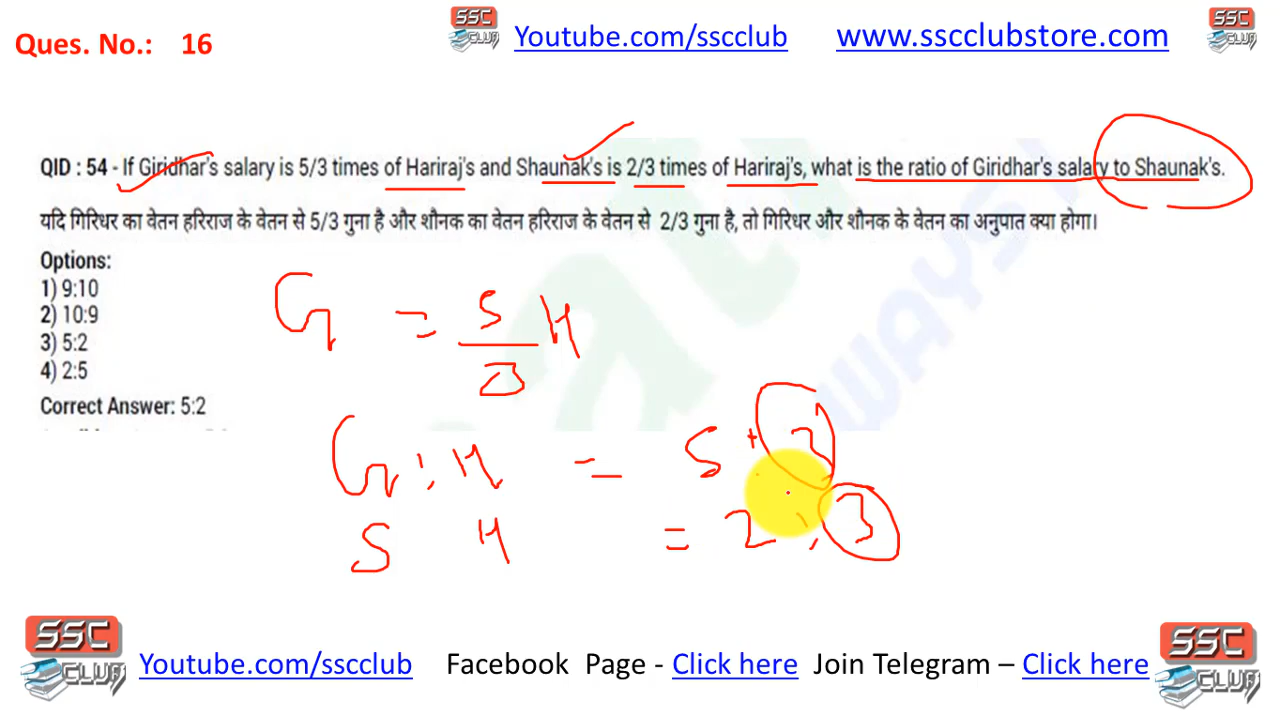 Ques. No.: 16
SSC CLUB
Youtube.com/sscclub
www.sscclubstore.com
SSC CLUB
QID : 54 - If Giridhar's salary is 5/3 times of Hariraj's and Shaunak's is 2/3 times of Hariraj's, what is the ratio of Giridhar's salary to Shaunak's.
यदि गिरिधर का वेतन हरिराज के वेतन से 5/3 गुना है और शौनक का वेतन हरिराज के वेतन से 2/3 गुना है, तो गिरिधर और शौनक के वेतन का अनुपात क्या होगा।
Options:
1) 9:10
2) 10:9
3) 5:2
4) 2:5
Correct Answer: 5:2
G = 5/3 H
G : H = 5 : 3
S H = 2 : 3
WAYS
SSC CLUB
Youtube.com/sscclub Facebook Page - Click here Join Telegram – Click here
SSC CLUB